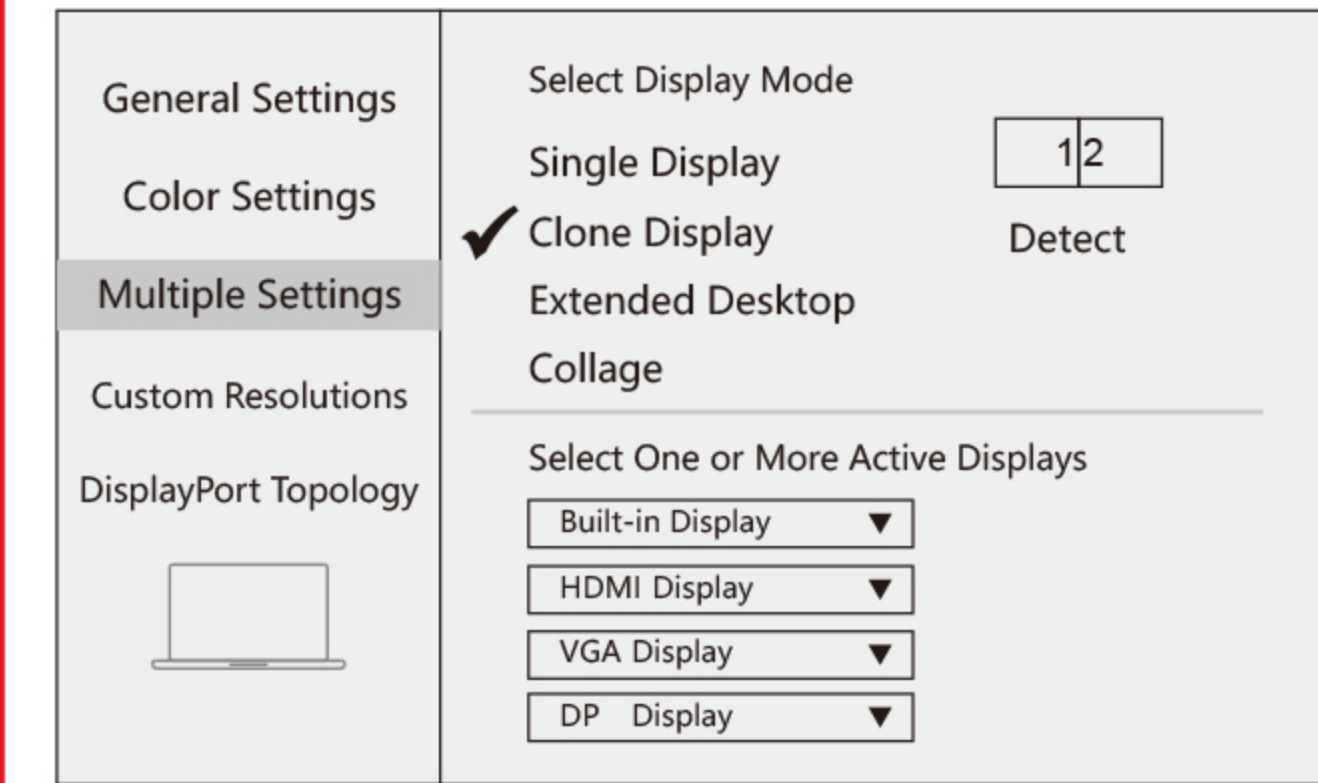 General Settings
Color Settings
Multiple Settings
Custom Resolutions
DisplayPort Topology
Select Display Mode
Single Display
Clone Display
Extended Desktop
Collage
1 2
Detect
Select One or More Active Displays
Built-in Display
HDMI Display
VGA Display
DP Display